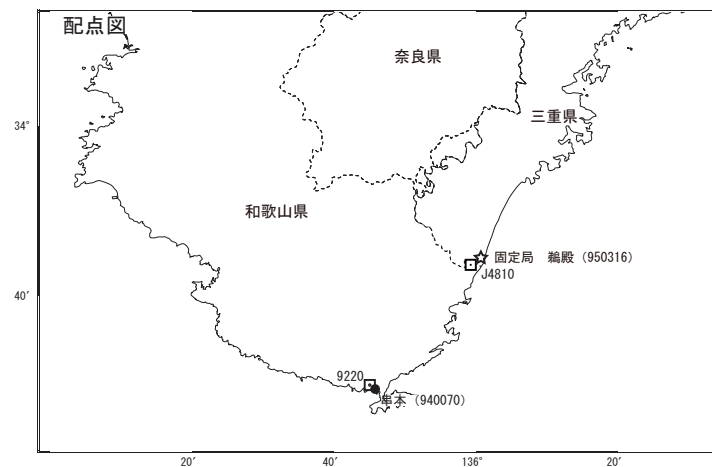 配点図
奈良県
34°
三重県
和歌山県
固定局 鵜殿（950316）
J4810
40′
9220
串本（940070）
20′
40′
136°
20′